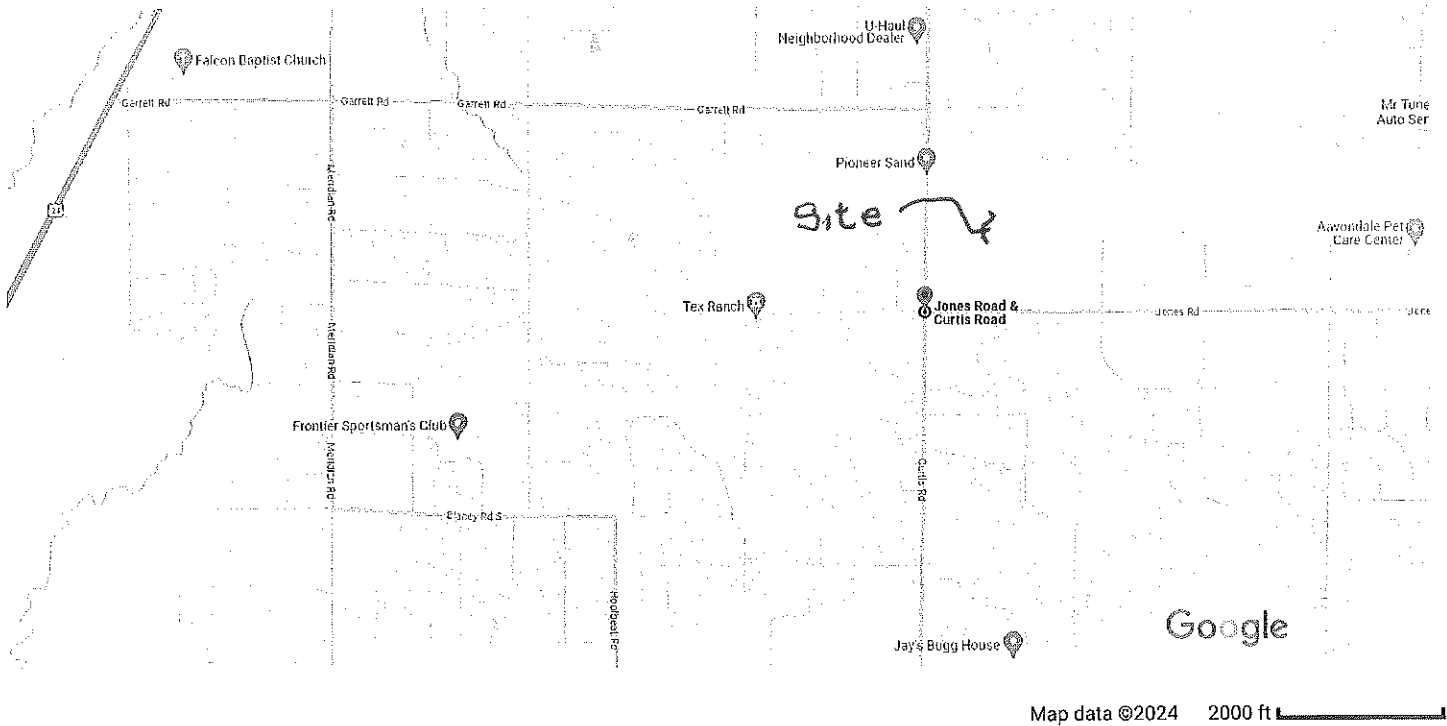 U-Haul
Neighborhood Dealer
Falcon Baptist Church
Garrett Rd
Garrett Rd
Garrett Rd
Garrett Rd
Mr Tune
Auto Ser
Meridian Rd
Pioneer Sand
24
Site
Aavondale Pet
Care Center
Tex Ranch
Jones Road &
Curtis Road
Jones Rd
Jone
Meridian Rd
Frontier Sportsman's Club
Meridian Rd
Curtis Rd
Blaney Rd S
Hoofbeat Rd
Google
Jay's Bugg House
Map data ©2024 2000 ft